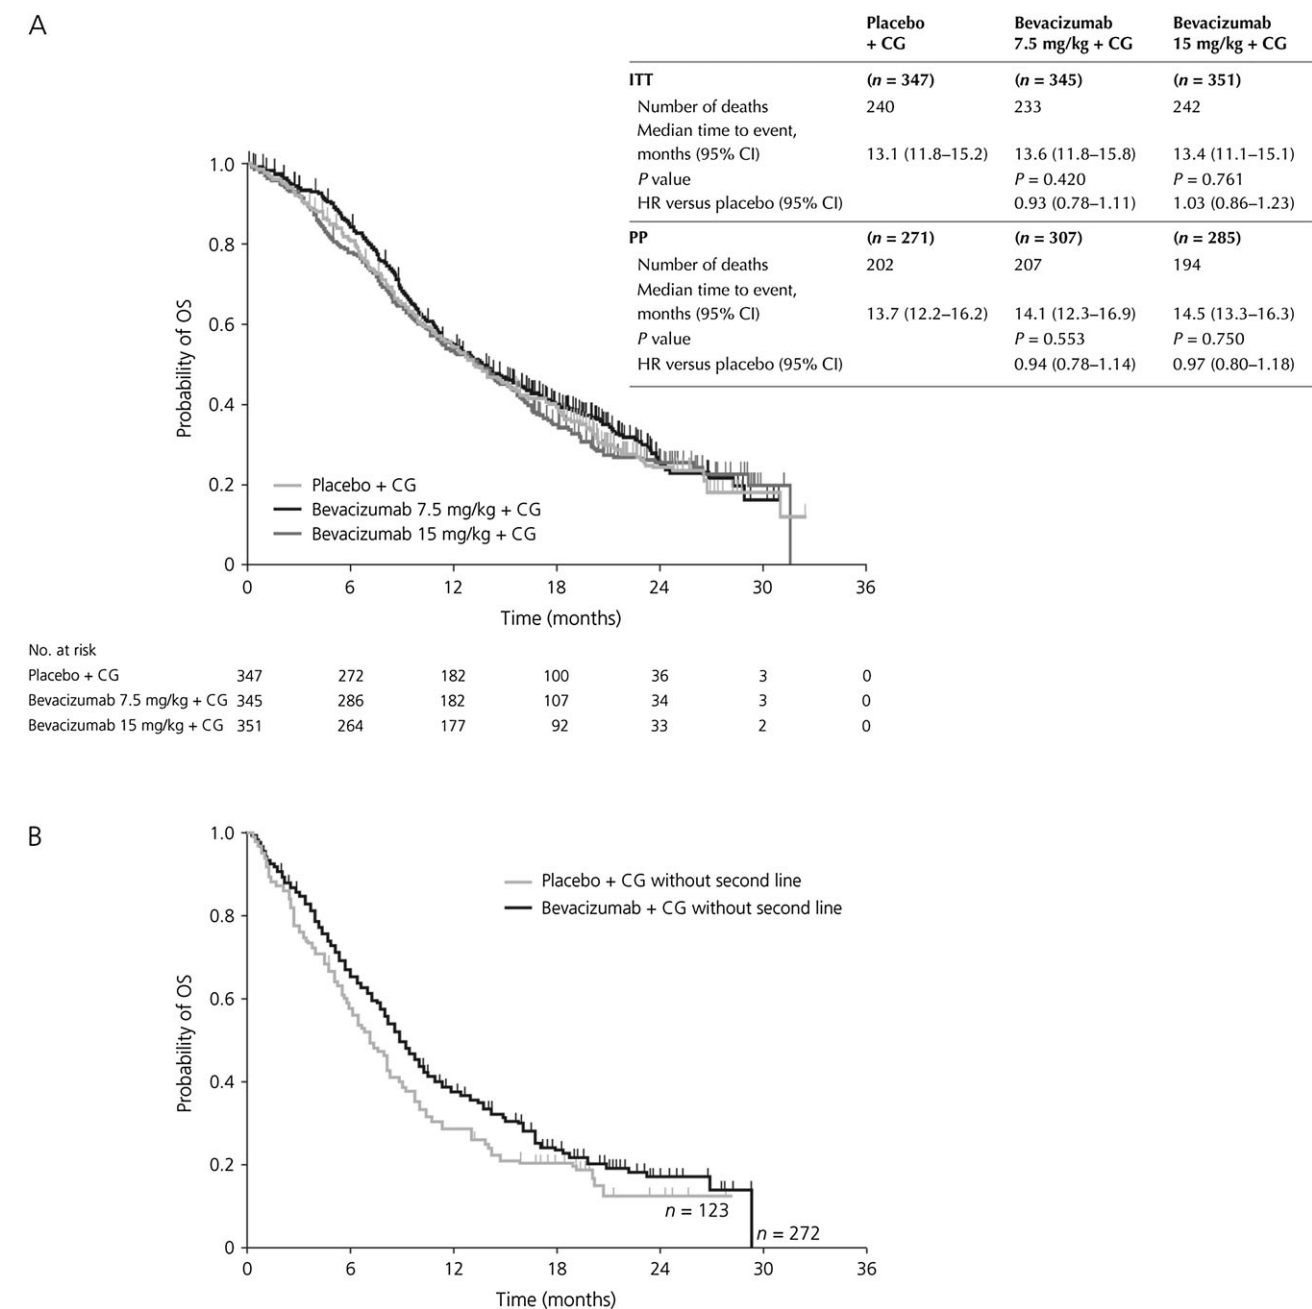 A
Placebo + CG Bevacizumab 7.5 mg/kg + CG Bevacizumab 15 mg/kg + CG
ITT (n = 347) (n = 345) (n = 351)
Number of deaths 240 233 242
Median time to event,
months (95% CI) 13.1 (11.8–15.2) 13.6 (11.8–15.8) 13.4 (11.1–15.1)
P value P = 0.420 P = 0.761
HR versus placebo (95% CI) 0.93 (0.78–1.11) 1.03 (0.86–1.23)
PP (n = 271) (n = 307) (n = 285)
Number of deaths 202 207 194
Median time to event,
months (95% CI) 13.7 (12.2–16.2) 14.1 (12.3–16.9) 14.5 (13.3–16.3)
P value P = 0.553 P = 0.750
HR versus placebo (95% CI) 0.94 (0.78–1.14) 0.97 (0.80–1.18)
Probability of OS
1.0
0.8
0.6
0.4
0.2
0
Placebo + CG
Bevacizumab 7.5 mg/kg + CG
Bevacizumab 15 mg/kg + CG
0 6 12 18 24 30 36
Time (months)
No. at risk
Placebo + CG 347 272 182 100 36 3 0
Bevacizumab 7.5 mg/kg + CG 345 286 182 107 34 3 0
Bevacizumab 15 mg/kg + CG 351 264 177 92 33 2 0
B
Probability of OS
1.0
0.8
0.6
0.4
0.2
0
Placebo + CG without second line
Bevacizumab + CG without second line
n = 123
n = 272
0 6 12 18 24 30 36
Time (months)